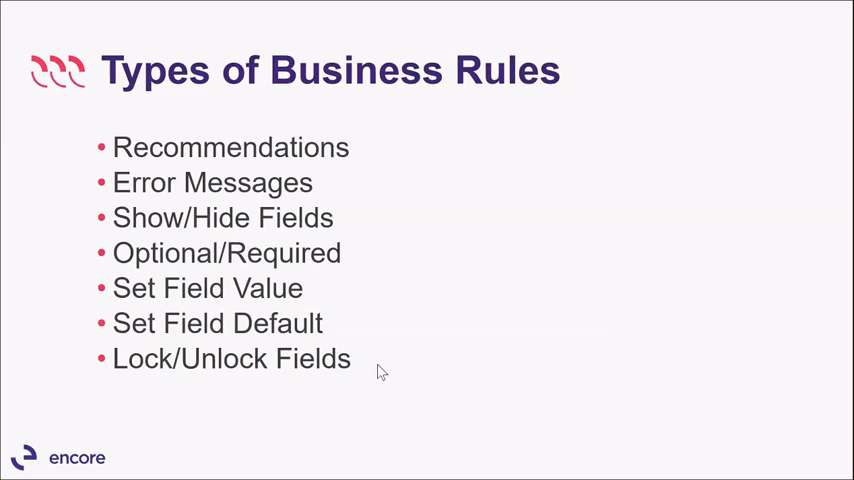 Types of Business Rules
• Recommendations
• Error Messages
• Show/Hide Fields
• Optional/Required
• Set Field Value
• Set Field Default
• Lock/Unlock Fields
encore